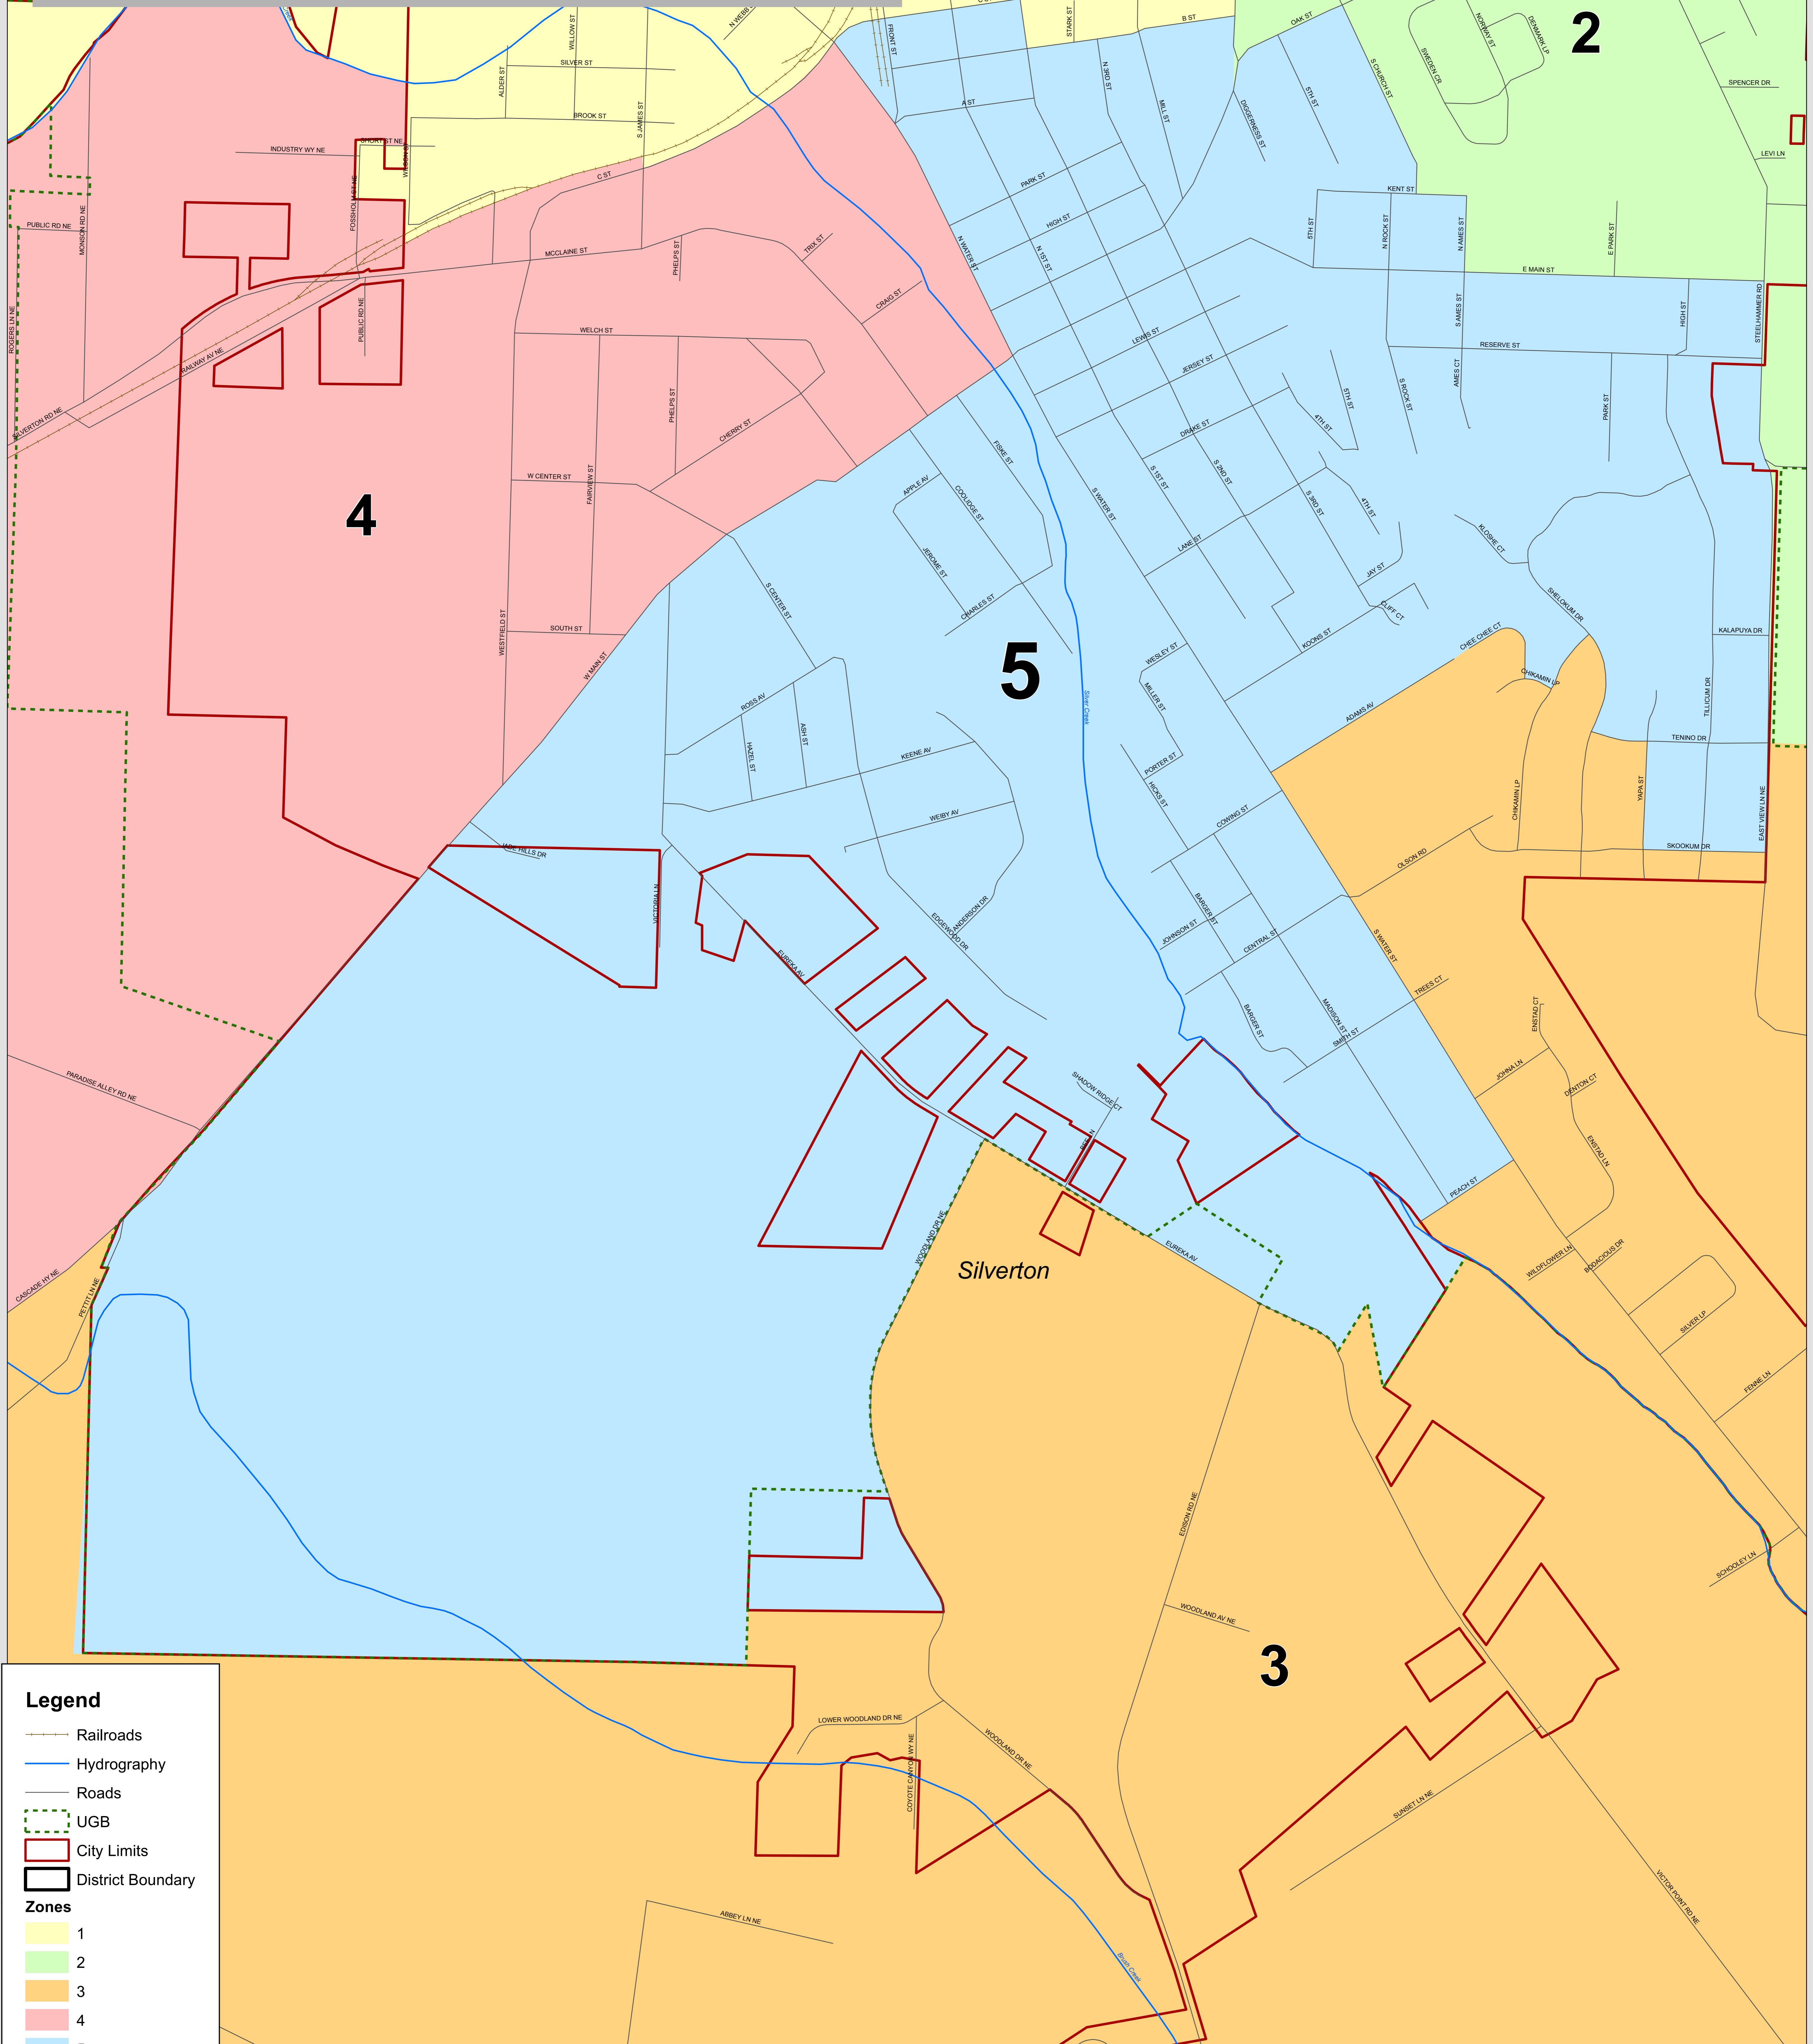 2
5
4
3
Silverton
N WEBB
WILLOW ST
ALDER ST
SILVER ST
BROOK ST
S JAMES ST
FRONT ST
STARK ST
B ST
OAK ST
NORWAY ST
DENMARK LP
SWEDEN CR
S CHURCH ST
SPENCER DR
LEVI LN
A ST
N 3RD ST
MILL ST
DIGGERNESS ST
5TH ST
INDUSTRY WY NE
SHORT ST NE
FOSSHOLM ST NE
C ST
PARK ST
HIGH ST
KENT ST
5TH ST
N ROCK ST
N AMES ST
E PARK ST
PUBLIC RD NE
MONSON RD NE
MCCLAINE ST
PHELPS ST
TRIX ST
N WATER ST
N 1ST ST
E MAIN ST
CRAIG ST
ROGERS LN NE
PUBLIC RD NE
RAILWAY AV NE
SILVERTON RD NE
WELCH ST
LEWIS ST
JERSEY ST
S AMES ST
HIGH ST
STEELHAMMER RD
RESERVE ST
AMES CT
S ROCK ST
5TH ST
4TH ST
PARK ST
PHELPS ST
CHERRY ST
FISKE ST
DRAKE ST
W CENTER ST
FAIRVIEW ST
APPLE AV
COOLIDGE ST
S WATER ST
S 1ST ST
S 2ND ST
S 3RD ST
4TH ST
LANE ST
JAY ST
CLIFF CT
KLOSHE CT
SHELOKUM DR
JEROME ST
CHARLES ST
S CENTER ST
KOONS ST
CHEE CHEE CT
KALAPUYA DR
SOUTH ST
WESTFIELD ST
W MAIN ST
WESLEY ST
MILLER ST
CHIKAMIN LP
ADAMS AV
TILLICUM DR
TENINO DR
Silver Creek
ROSS AV
ASH ST
HAZEL ST
KEENE AV
PORTER ST
HICKS ST
COWING ST
CHIKAMIN LP
YAPA ST
EAST VIEW LN NE
SKOOKUM DR
OLSON RD
WEIBY AV
JADE HILLS DR
VICTORIA LN
EUREKA AV
EDGEWOOD DR
ANDERSON DR
BARGER ST
JOHNSON ST
CENTRAL ST
S WATER ST
TREES CT
BARGER ST
MADISON ST
SMITH ST
ENSTAD CT
JOHNA LN
DENTON CT
ENSTAD LN
PEACH ST
PARADISE ALLEY RD NE
SHADOW RIDGE CT
WOODLAND DR NE
EUREKA AV
WILDFLOWER LN
BODACIOUS DR
SILVER LP
FENNE LN
SCHOOLEY LN
CASCADE HY NE
PETTIT LN NE
EDISON RD NE
WOODLAND AV NE
LOWER WOODLAND DR NE
COYOTE CANYON WY NE
WOODLAND DR NE
SUNSET LN NE
VICTOR POINT RD NE
ABBEY LN NE
Brush Creek
Legend
Railroads
Hydrography
Roads
UGB
City Limits
District Boundary
Zones
1
2
3
4